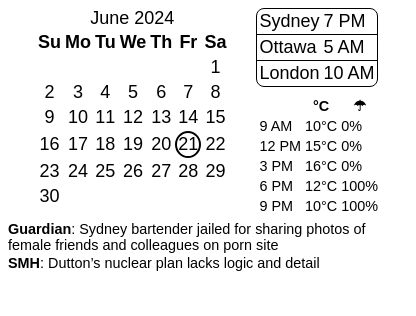 June 2024
Su Mo Tu We Th Fr Sa
1
2 3 4 5 6 7 8
9 10 11 12 13 14 15
16 17 18 19 20 21 22
23 24 25 26 27 28 29
30
Sydney 7 PM
Ottawa 5 AM
London 10 AM
°C ☂
9 AM 10°C 0%
12 PM 15°C 0%
3 PM 16°C 0%
6 PM 12°C 100%
9 PM 10°C 100%
Guardian: Sydney bartender jailed for sharing photos of
female friends and colleagues on porn site
SMH: Dutton’s nuclear plan lacks logic and detail